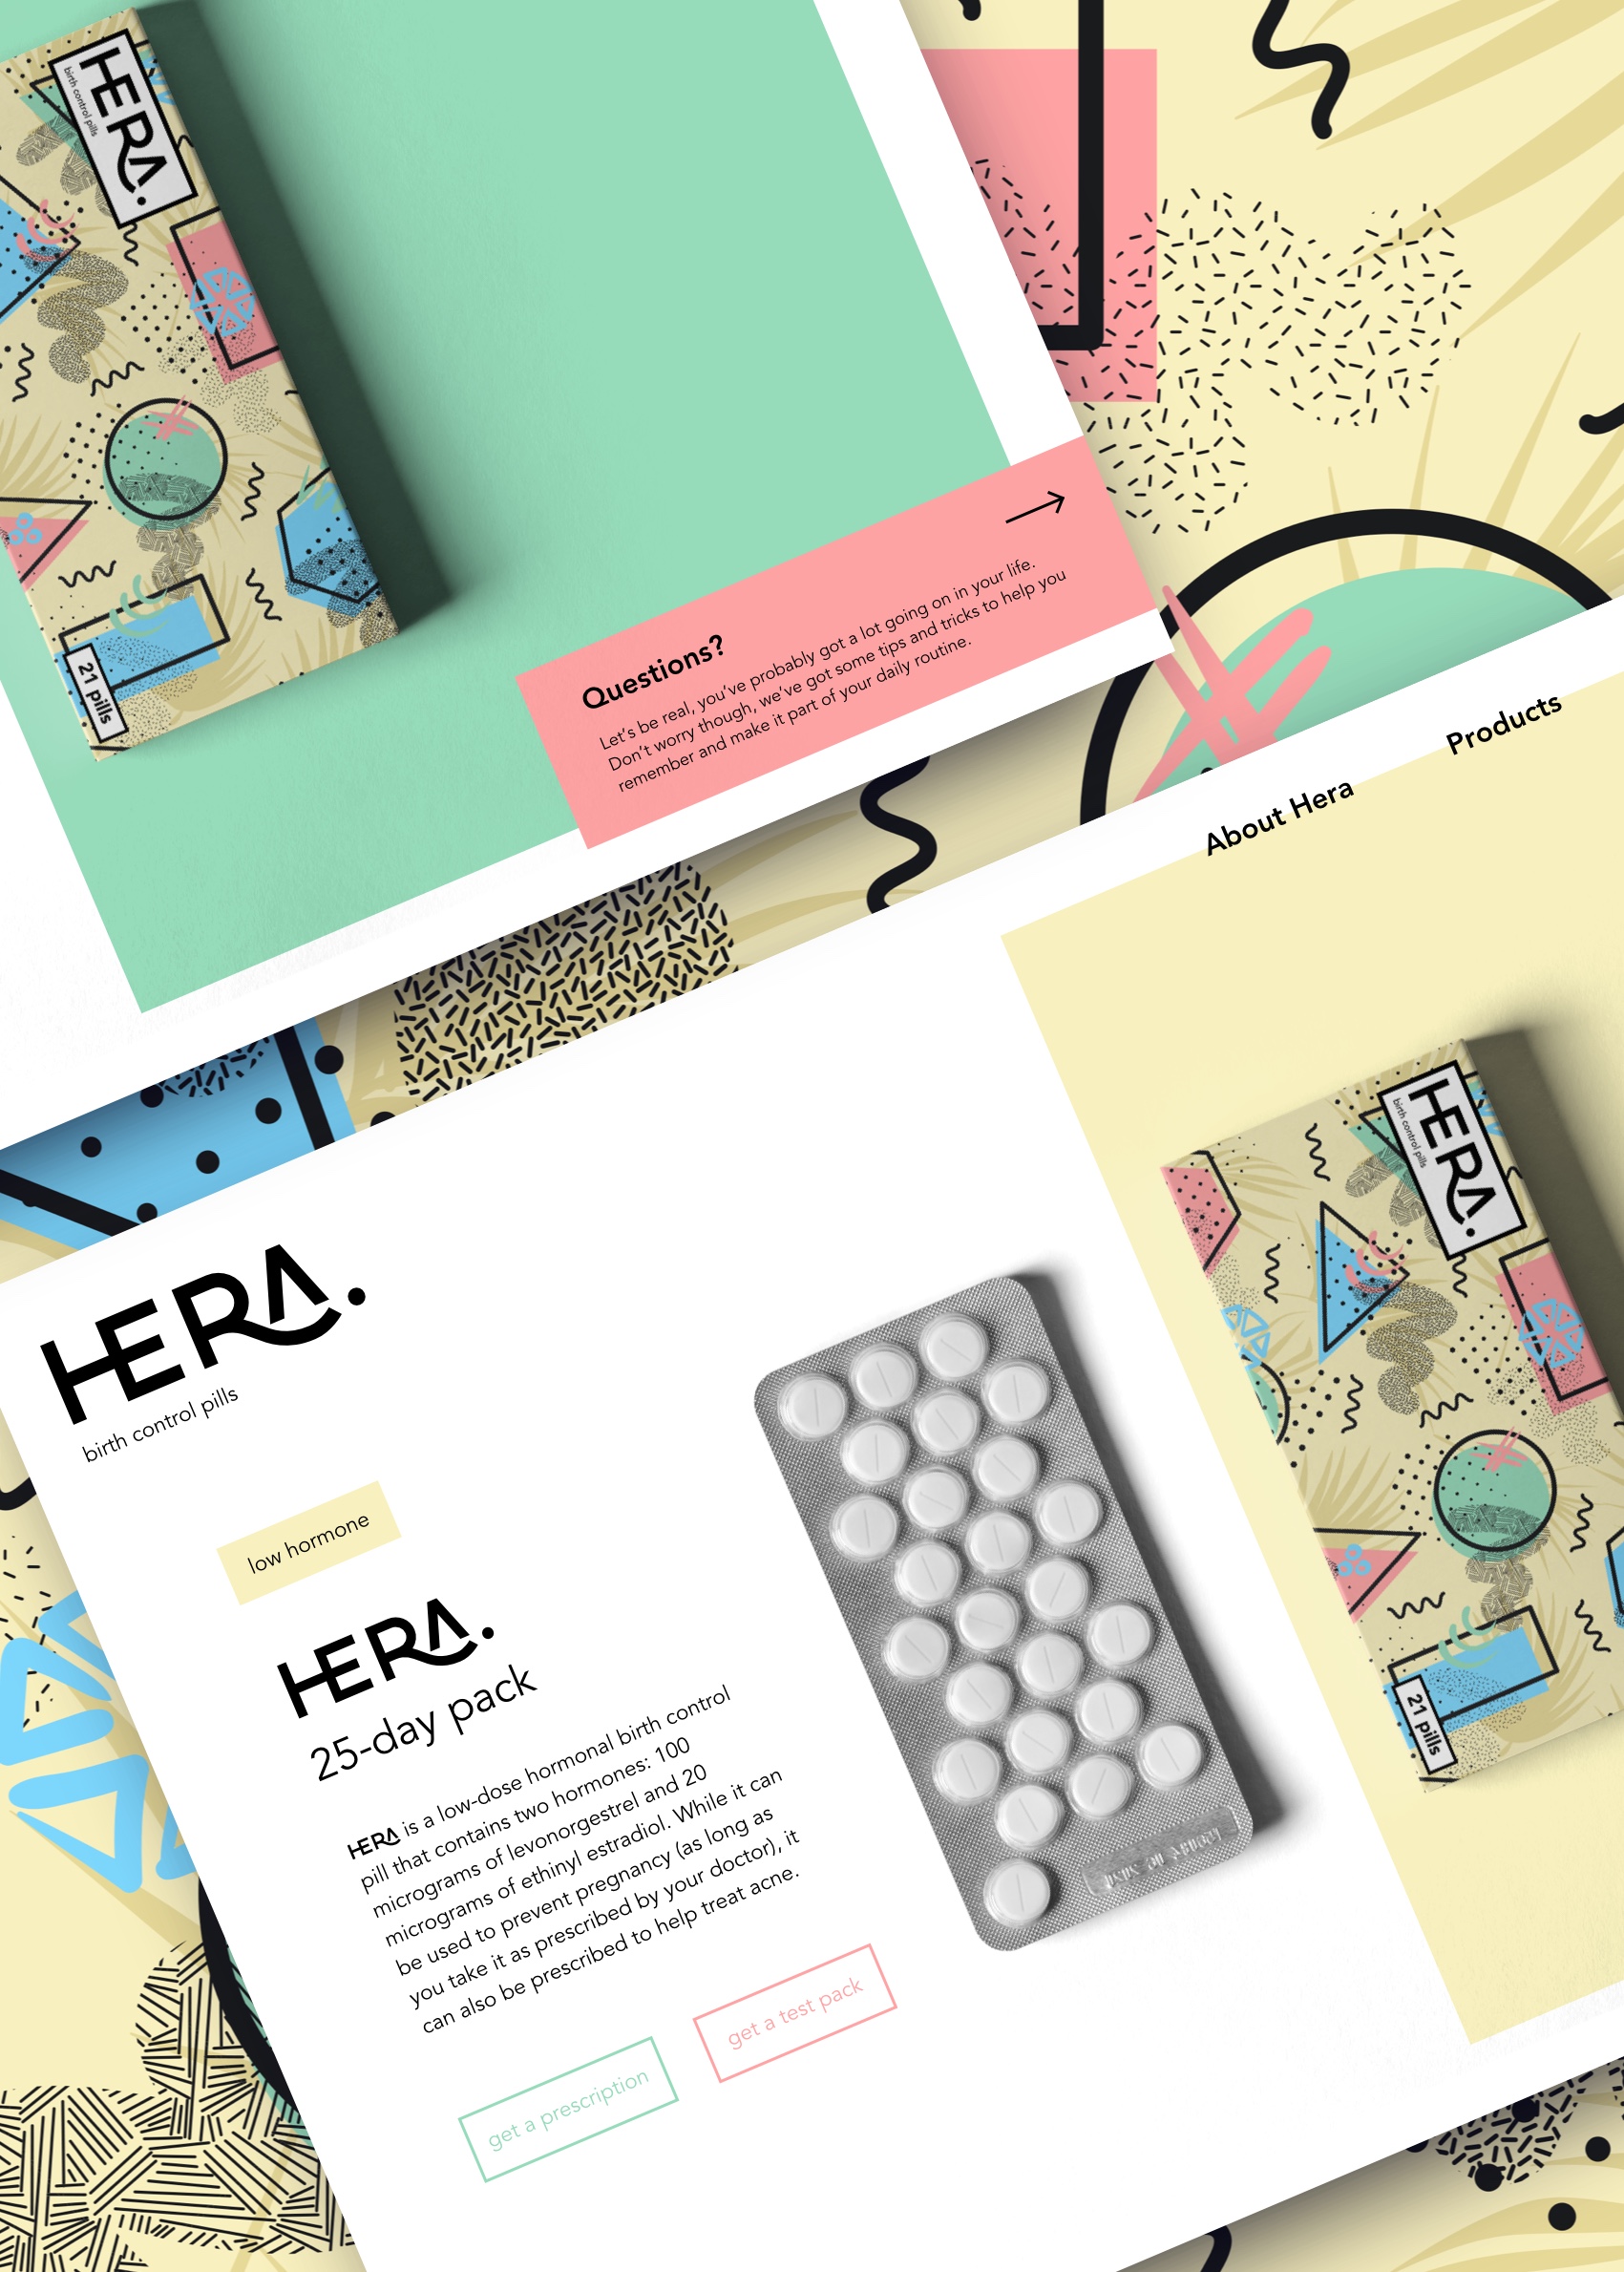 HERA.
birth control pills
21 pills
Questions?
Let's be real, you've probably got a lot going on in your life.
Don't worry though, we've got some tips and tricks to help you
remember and make it part of your daily routine.
About Hera
Products
HERA.
birth control pills
low hormone
HERA.
25-day pack
HERA is a low-dose hormonal birth control
pill that contains two hormones: 100
micrograms of levonorgestrel and 20
micrograms of ethinyl estradiol. While it can
be used to prevent pregnancy (as long as
you take it as prescribed by your doctor), it
can also be prescribed to help treat acne.
get a prescription
get a test pack
HERA.
birth control pills
21 pills